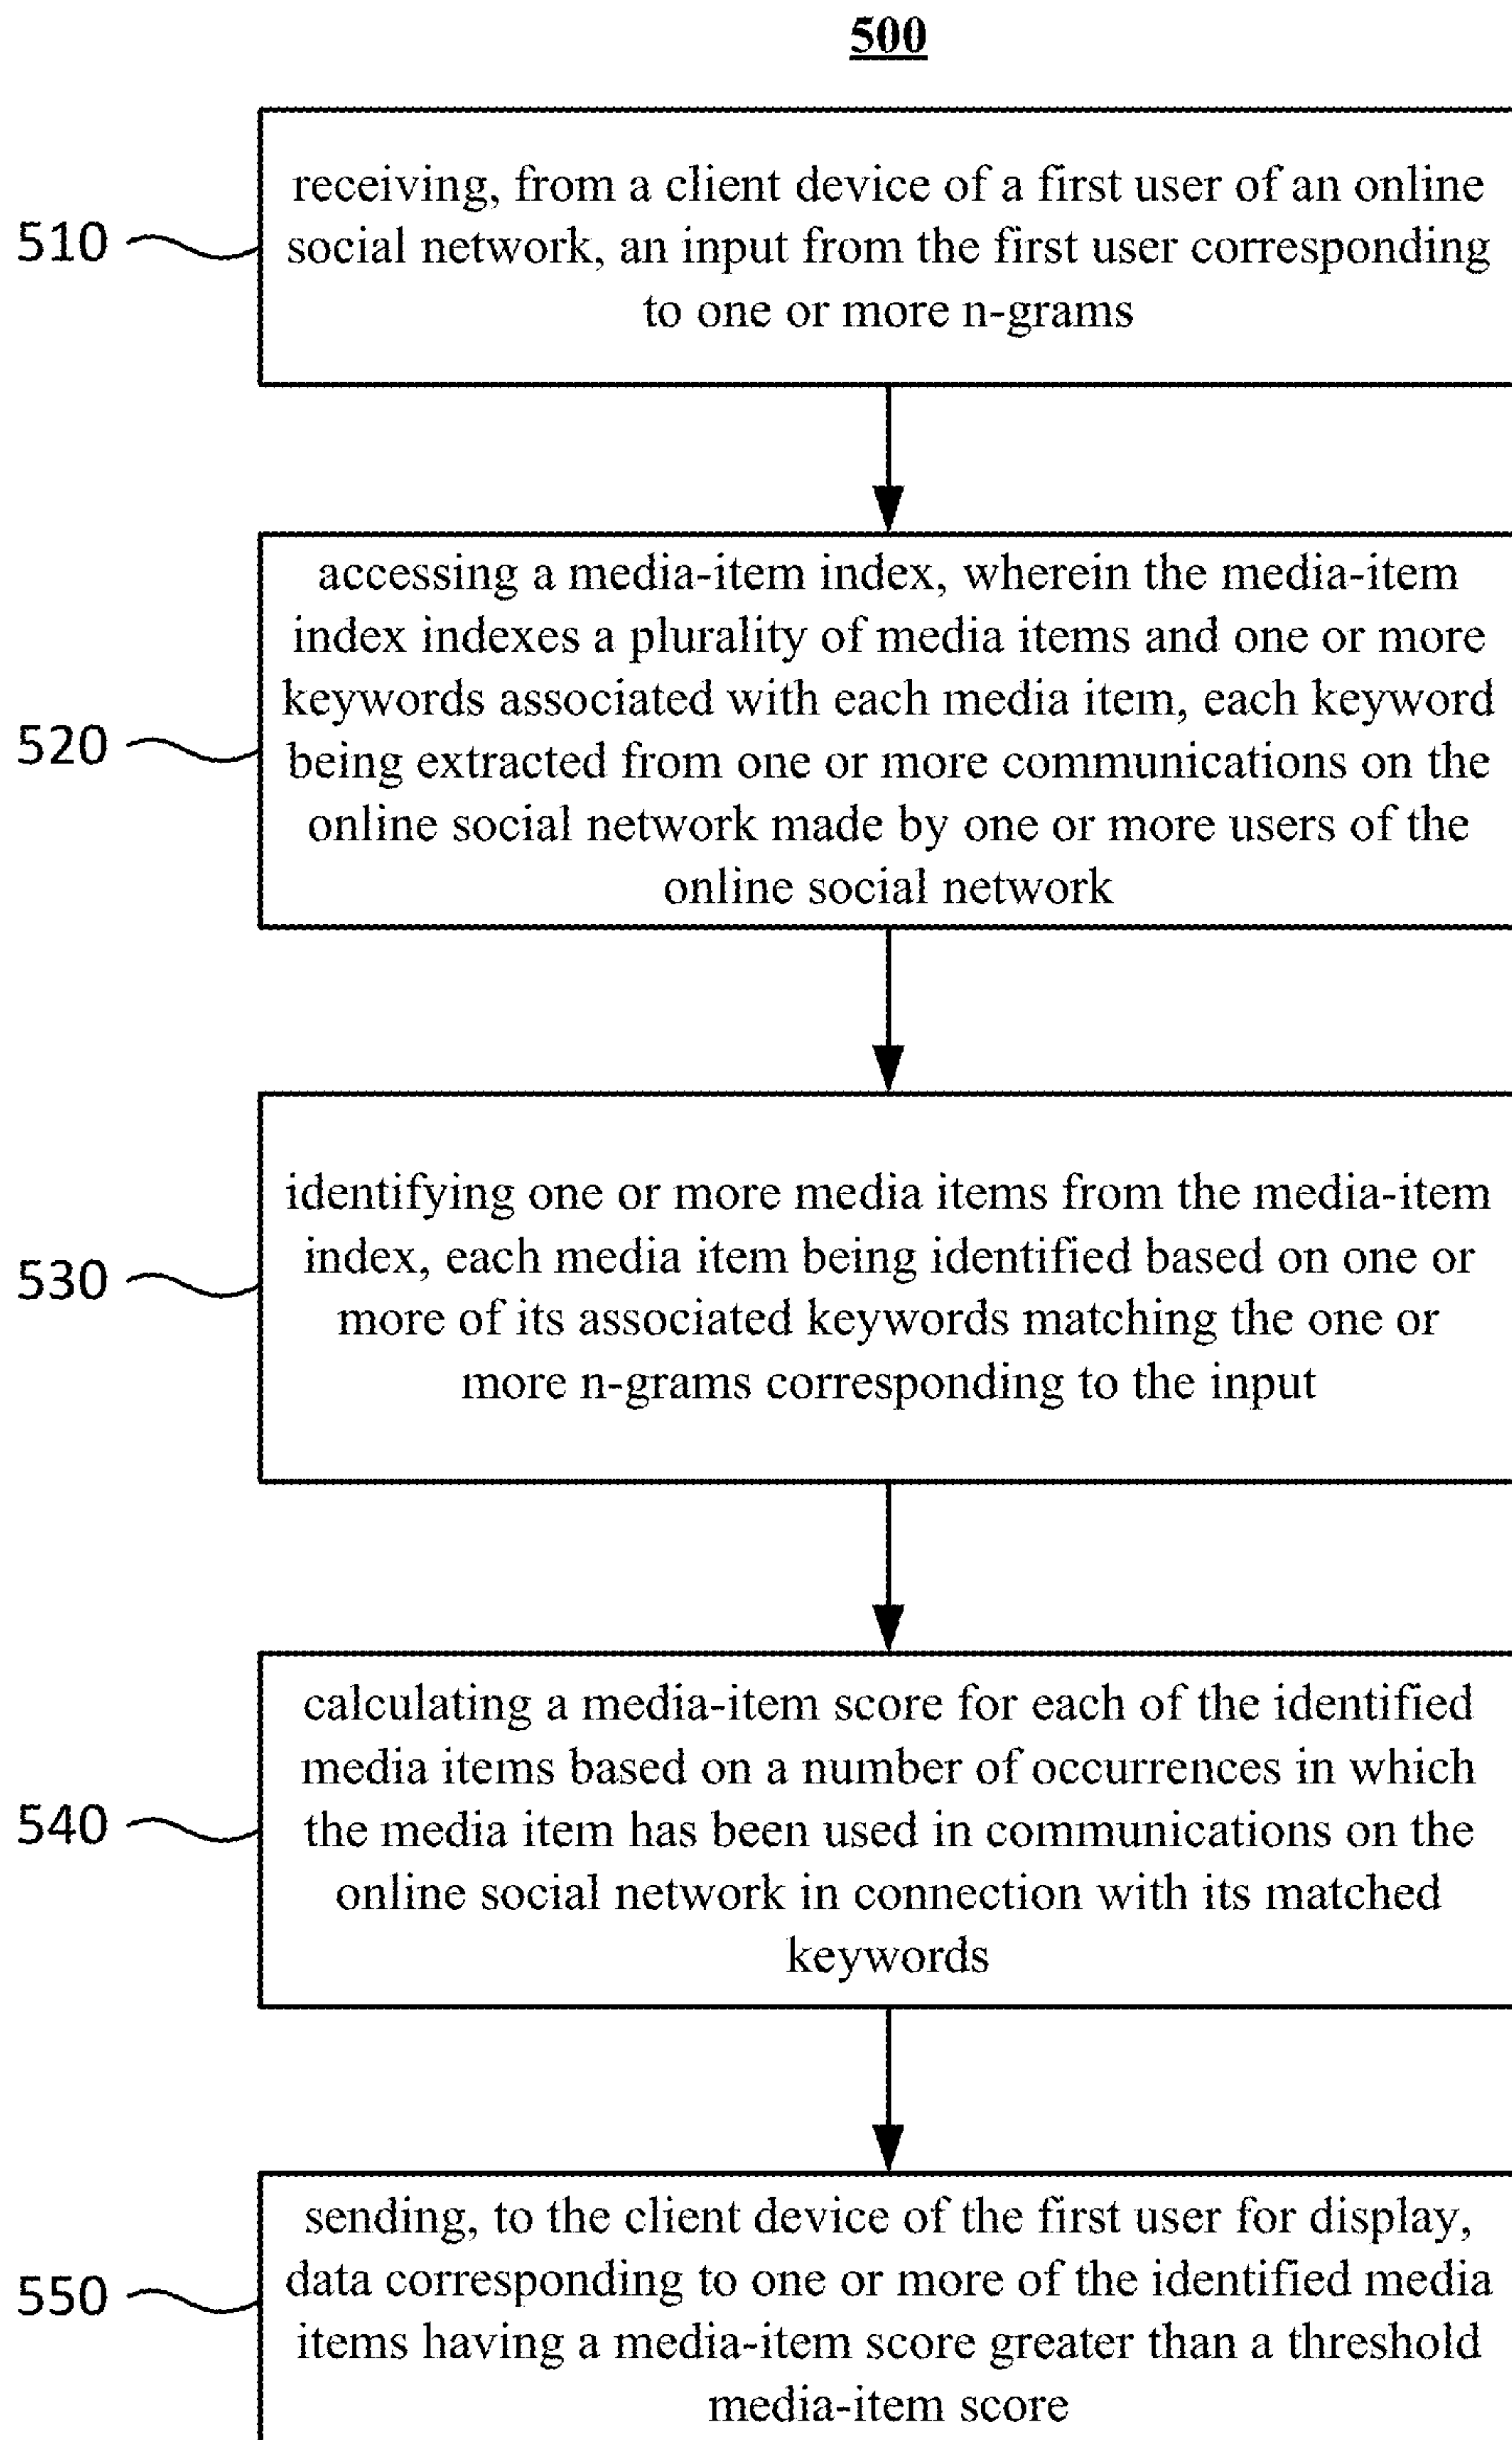 500
510
receiving, from a client device of a first user of an online
social network, an input from the first user corresponding
to one or more n-grams
520
accessing a media-item index, wherein the media-item
index indexes a plurality of media items and one or more
keywords associated with each media item, each keyword
being extracted from one or more communications on the
online social network made by one or more users of the
online social network
530
identifying one or more media items from the media-item
index, each media item being identified based on one or
more of its associated keywords matching the one or
more n-grams corresponding to the input
540
calculating a media-item score for each of the identified
media items based on a number of occurrences in which
the media item has been used in communications on the
online social network in connection with its matched
keywords
550
sending, to the client device of the first user for display,
data corresponding to one or more of the identified media
items having a media-item score greater than a threshold
media-item score